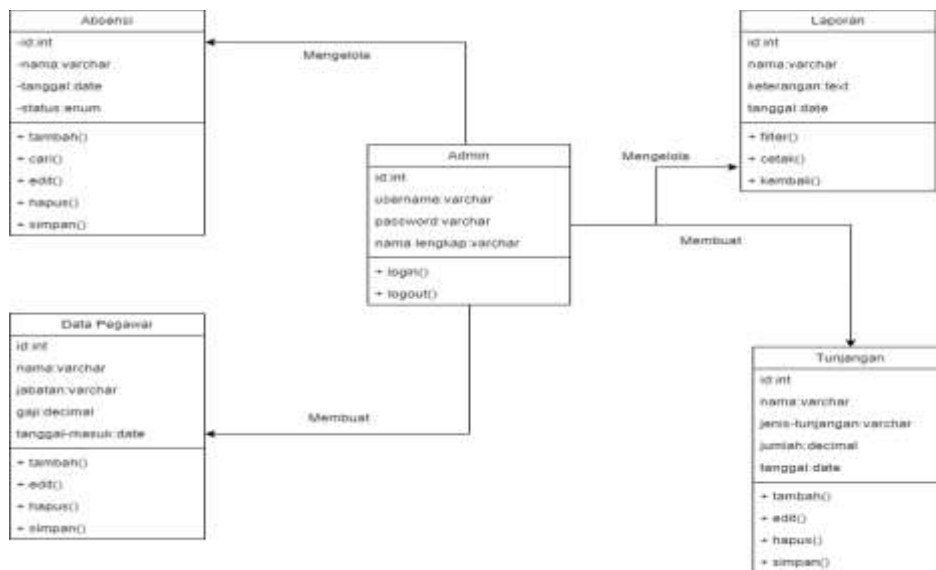 Absensi
-id:int
-nama:varchar
-tanggal:date
-status:enum
+ tambah()
+ cari()
+ edit()
+ hapus()
+ simpan()
Mengelola
Laporan
id:int
nama:varchar
keterangan:text
tanggal:date
+ filter()
+ cetak()
+ kembali()
Mengelola
Admin
id:int
username:varchar
password:varchar
nama lengkap:varchar
+ login()
+ logout()
Membuat
Data Pegawai
id:int
nama:varchar
jabatan:varchar
gaji:decimal
tanggal-masuk:date
+ tambah()
+ edit()
+ hapus()
+ simpan()
Membuat
Tunjangan
id:int
nama:varchar
jenis-tunjangan:varchar
jumlah:decimal
tanggal:date
+ tambah()
+ edit()
+ hapus()
+ simpan()